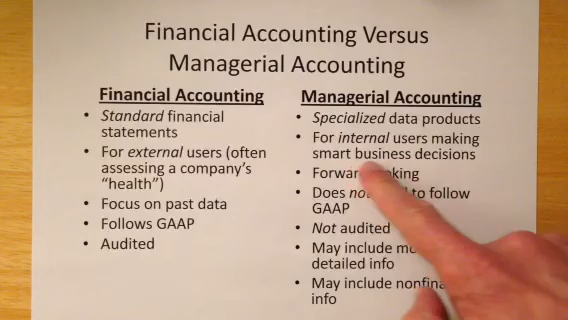 Financial Accounting Versus
Managerial Accounting
Financial Accounting
• Standard financial
statements
• For external users (often
assessing a company's
"health")
• Focus on past data
• Follows GAAP
• Audited
Managerial Accounting
• Specialized data products
• For internal users making
smart business decisions
• Forward
• Does to follow
GAAP
• Not audited
• May include
detailed info
• May include
info